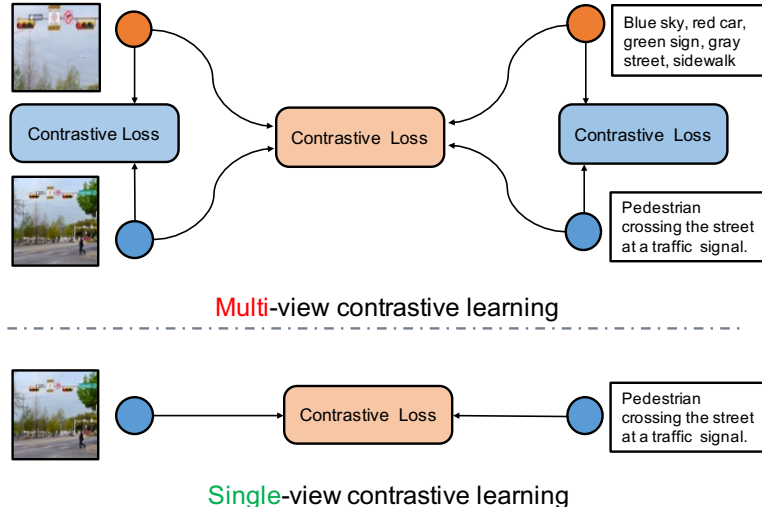 Blue sky, red car,
green sign, gray
street, sidewalk
Contrastive Loss
Contrastive Loss
Contrastive Loss
Pedestrian
crossing the street
at a traffic signal.
Multi-view contrastive learning
Contrastive Loss
Pedestrian
crossing the street
at a traffic signal.
Single-view contrastive learning